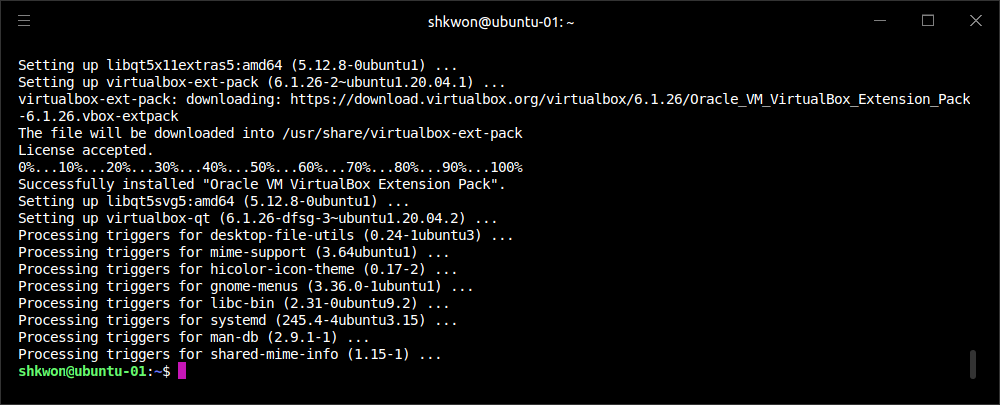 shkwon@ubuntu-01: ~
Setting up libqt5x11extras5:amd64 (5.12.8-0ubuntu1) ...
Setting up virtualbox-ext-pack (6.1.26-2~ubuntu1.20.04.1) ...
virtualbox-ext-pack: downloading: https://download.virtualbox.org/virtualbox/6.1.26/Oracle_VM_VirtualBox_Extension_Pack
-6.1.26.vbox-extpack
The file will be downloaded into /usr/share/virtualbox-ext-pack
License accepted.
0%...10%...20%...30%...40%...50%...60%...70%...80%...90%...100%
Successfully installed "Oracle VM VirtualBox Extension Pack".
Setting up libqt5svg5:amd64 (5.12.8-0ubuntu1) ...
Setting up virtualbox-qt (6.1.26-dfsg-3~ubuntu1.20.04.2) ...
Processing triggers for desktop-file-utils (0.24-1ubuntu3) ...
Processing triggers for mime-support (3.64ubuntu1) ...
Processing triggers for hicolor-icon-theme (0.17-2) ...
Processing triggers for gnome-menus (3.36.0-1ubuntu1) ...
Processing triggers for libc-bin (2.31-0ubuntu9.2) ...
Processing triggers for systemd (245.4-4ubuntu3.15) ...
Processing triggers for man-db (2.9.1-1) ...
Processing triggers for shared-mime-info (1.15-1) ...
shkwon@ubuntu-01:~$